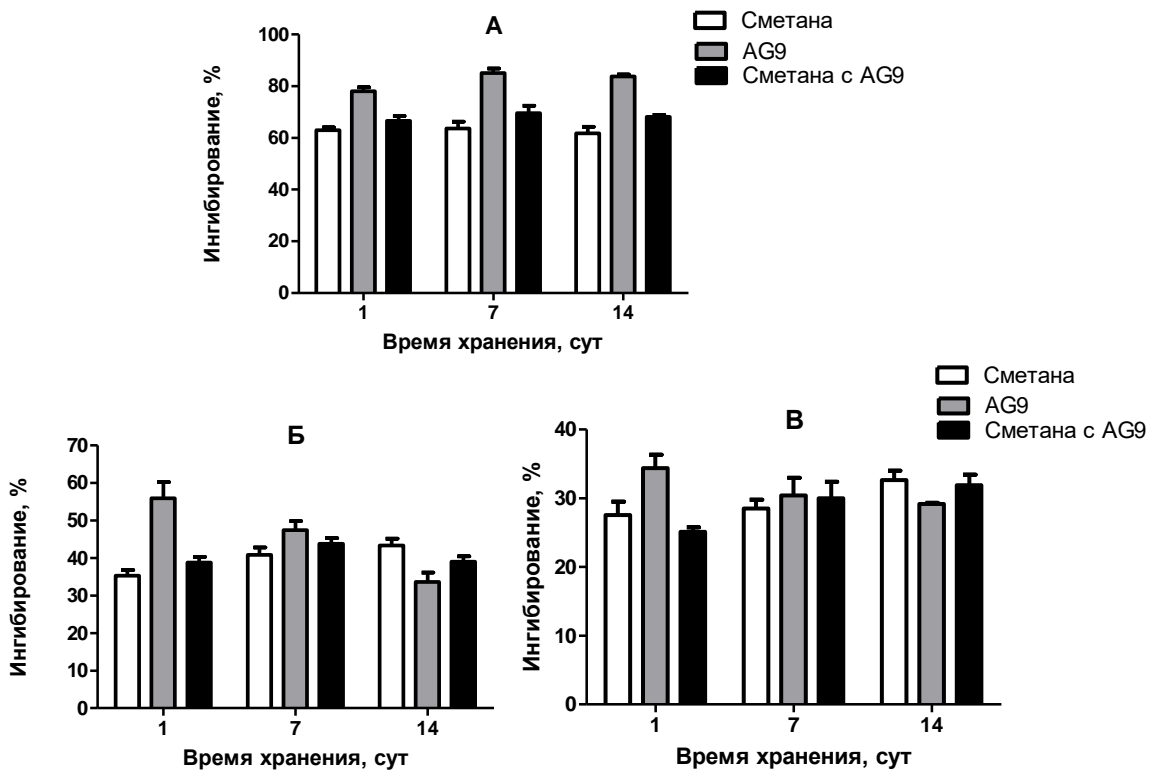 А
Сметана
AG9
Сметана с AG9
Ингибирование, %
100
80
60
40
20
0
1 7 14
Время хранения, сут
Б
Ингибирование, %
70
60
50
40
30
20
10
0
1 7 14
Время хранения, сут
В
Сметана
AG9
Сметана с AG9
Ингибирование, %
40
30
20
10
0
1 7 14
Время хранения, сут